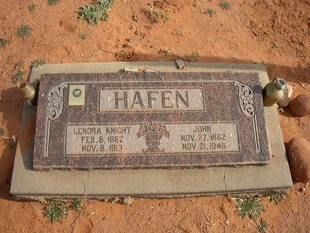 HAFEN
LENORA KNIGHT
FEB. 8, 1862
NOV. 8, 1913
JOHN
NOV. 27, 1862
NOV. 21, 1946